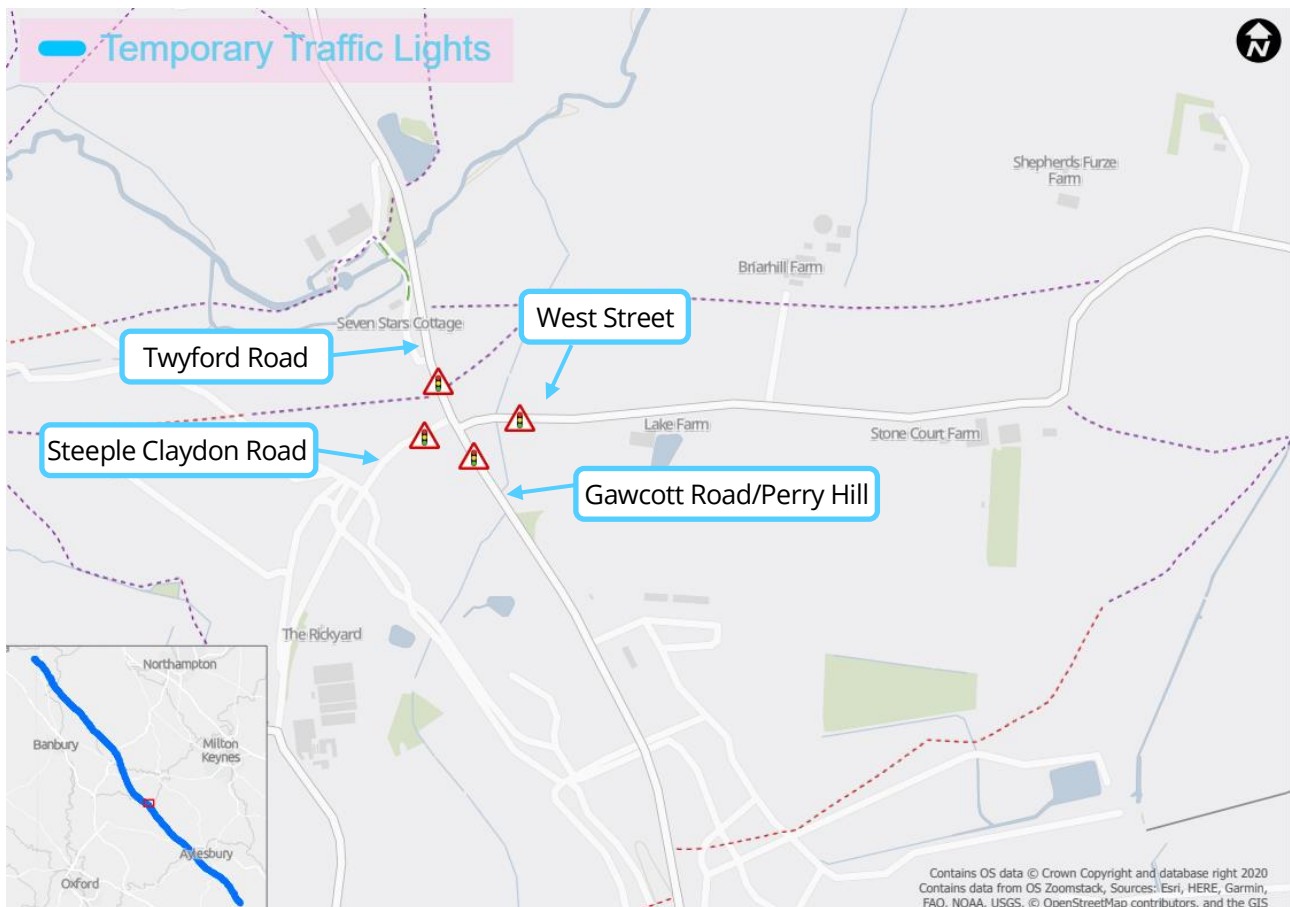 Temporary Traffic Lights
N
Shepherds Furze
Farm
Briarhill Farm
Seven Stars Cottage
West Street
Twyford Road
Lake Farm
Stone Court Farm
Steeple Claydon Road
Gawcott Road/Perry Hill
The Rickyard
Northampton
Banbury
Milton
Keynes
Aylesbury
Oxford
Contains OS data © Crown Copyright and database right 2020
Contains data from OS Zoomstack, Sources: Esri, HERE, Garmin,
FAO, NOAA, USGS, © OpenStreetMap contributors, and the GIS